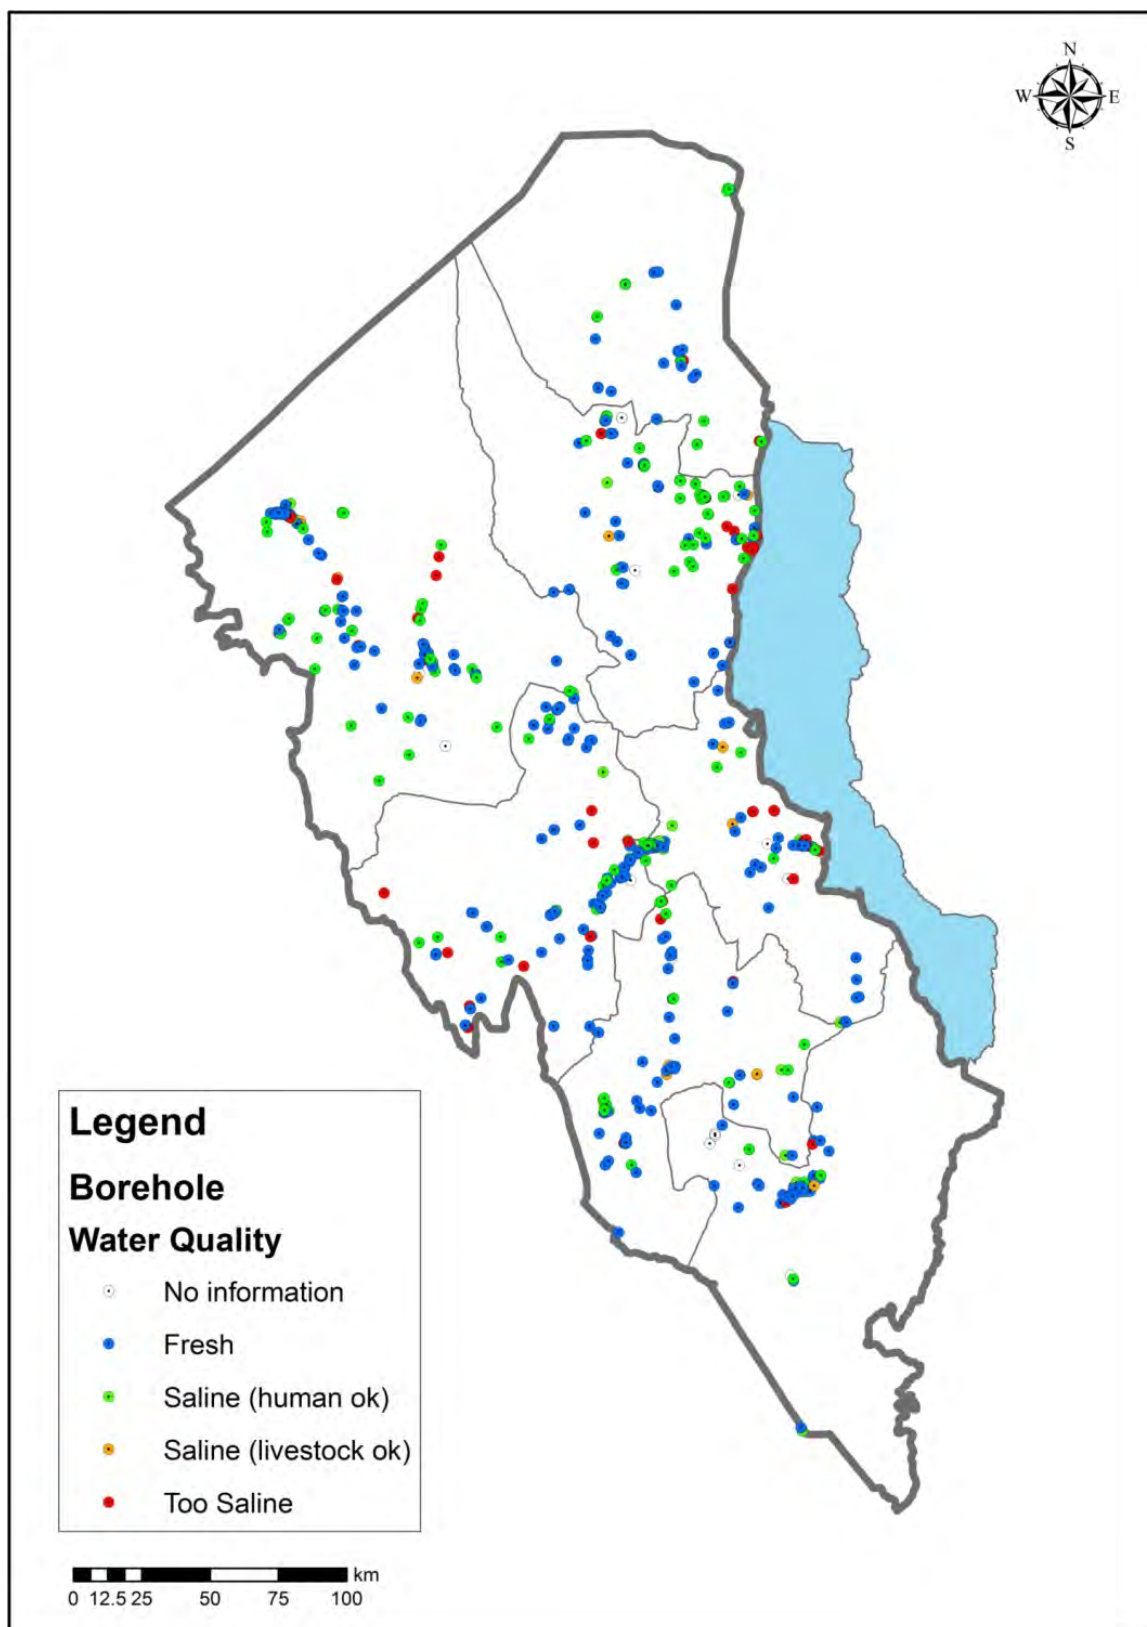 N
W E
S
Legend
Borehole
Water Quality
No information
Fresh
Saline (human ok)
Saline (livestock ok)
Too Saline
km
0 12.5 25 50 75 100